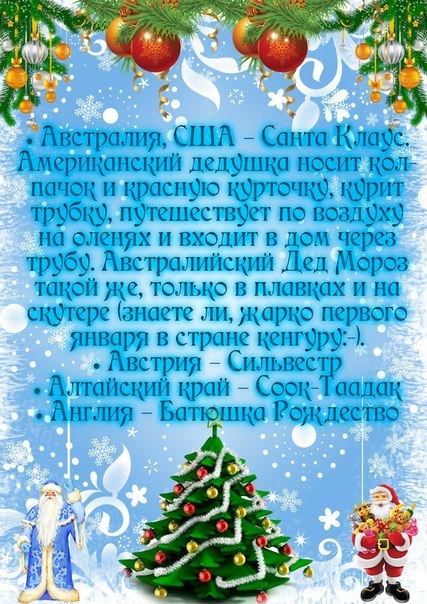 • Австралия, США – Санта Клаус.
Американский дедушка носит кол-
пачок и красную курточку, курит
трубку, путешествует по воздуху
на оленях и входит в дом через
трубу. Австралийский Дед Мороз
такой же, только в плавках и на
скутере (знаете ли, жарко первого
января в стране кенгуру:-).
• Австрия – Сильвестр
• Алтайский край – Соок-Таадак
• Англия – Батюшка Рождество